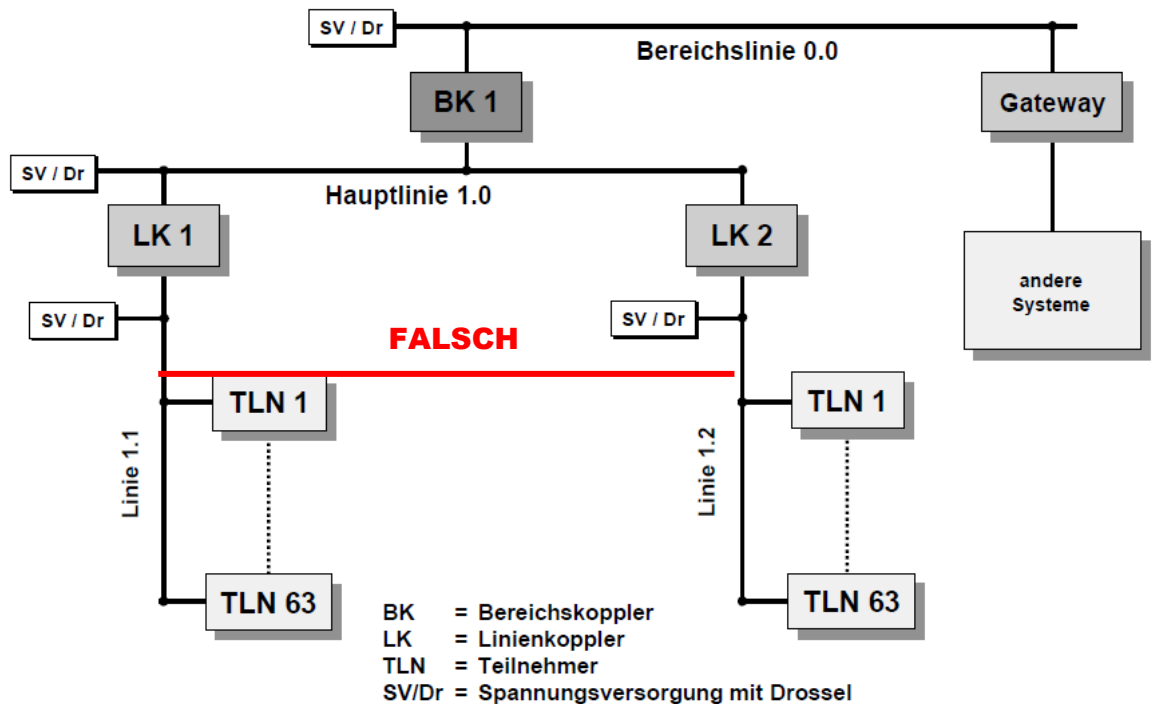 SV / Dr
Bereichslinie 0.0
BK 1
Gateway
SV / Dr
Hauptlinie 1.0
LK 1
LK 2
andere
Systeme
SV / Dr
SV / Dr
FALSCH
TLN 1
TLN 1
Linie 1.1
Linie 1.2
TLN 63
TLN 63
BK = Bereichskoppler
LK = Linienkoppler
TLN = Teilnehmer
SV/Dr = Spannungsversorgung mit Drossel